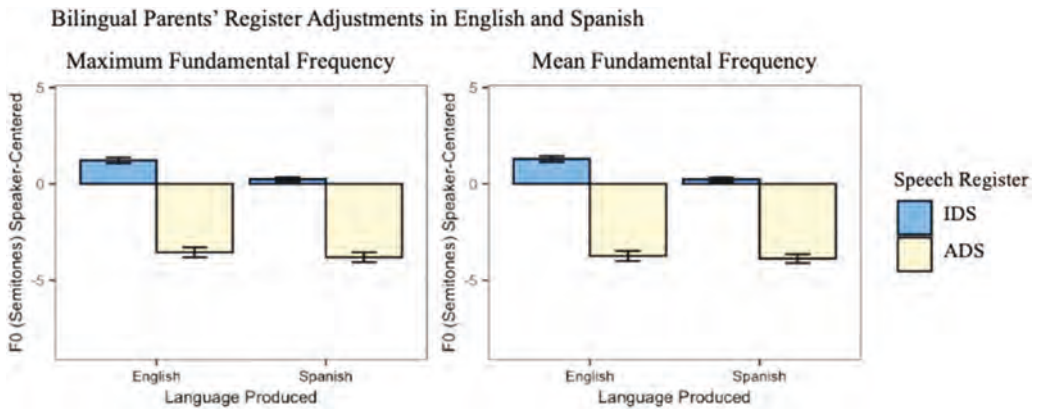 Bilingual Parents' Register Adjustments in English and Spanish
Maximum Fundamental Frequency
F0 (Semitones) Speaker-Centered
5
0
-5
English
Spanish
Language Produced
Mean Fundamental Frequency
F0 (Semitones) Speaker-Centered
5
0
-5
English
Spanish
Language Produced
Speech Register
IDS
ADS